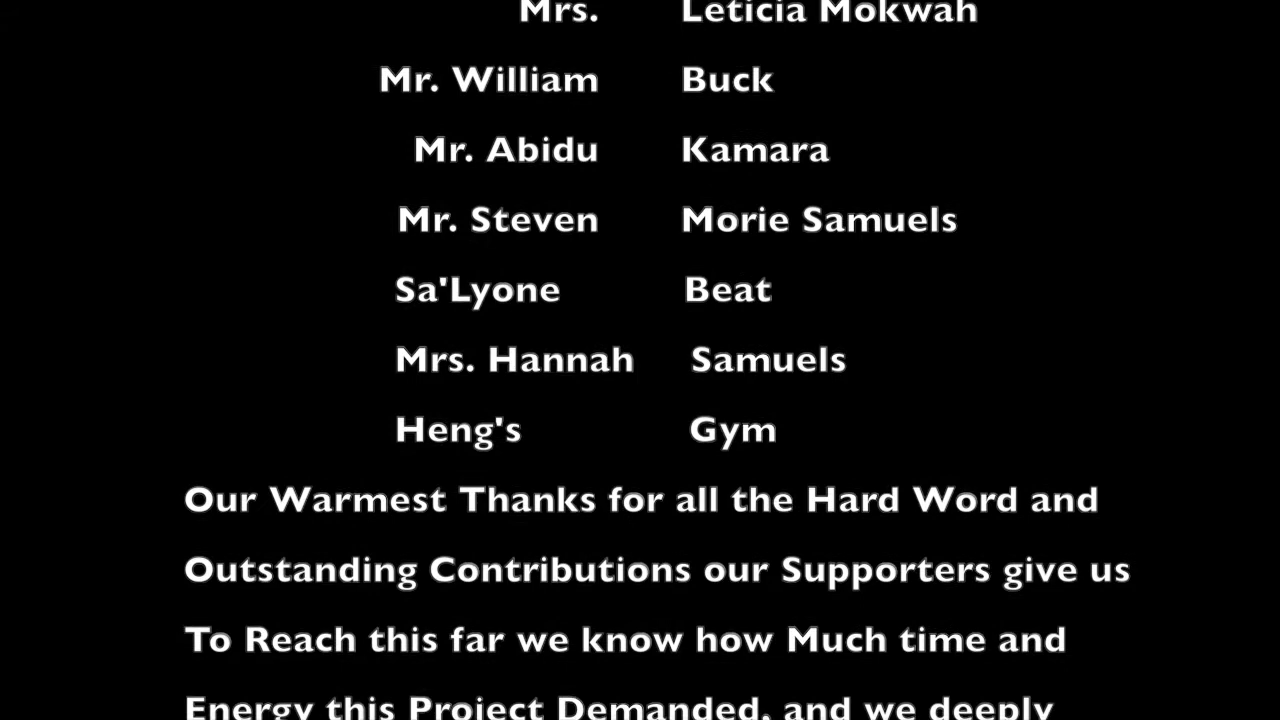 Mrs. Leticia Mokwah
Mr. William Buck
Mr. Abidu Kamara
Mr. Steven Morie Samuels
Sa'Lyone Beat
Mrs. Hannah Samuels
Heng's Gym
Our Warmest Thanks for all the Hard Word and
Outstanding Contributions our Supporters give us
To Reach this far we know how Much time and
Energy this Project Demanded, and we deeply